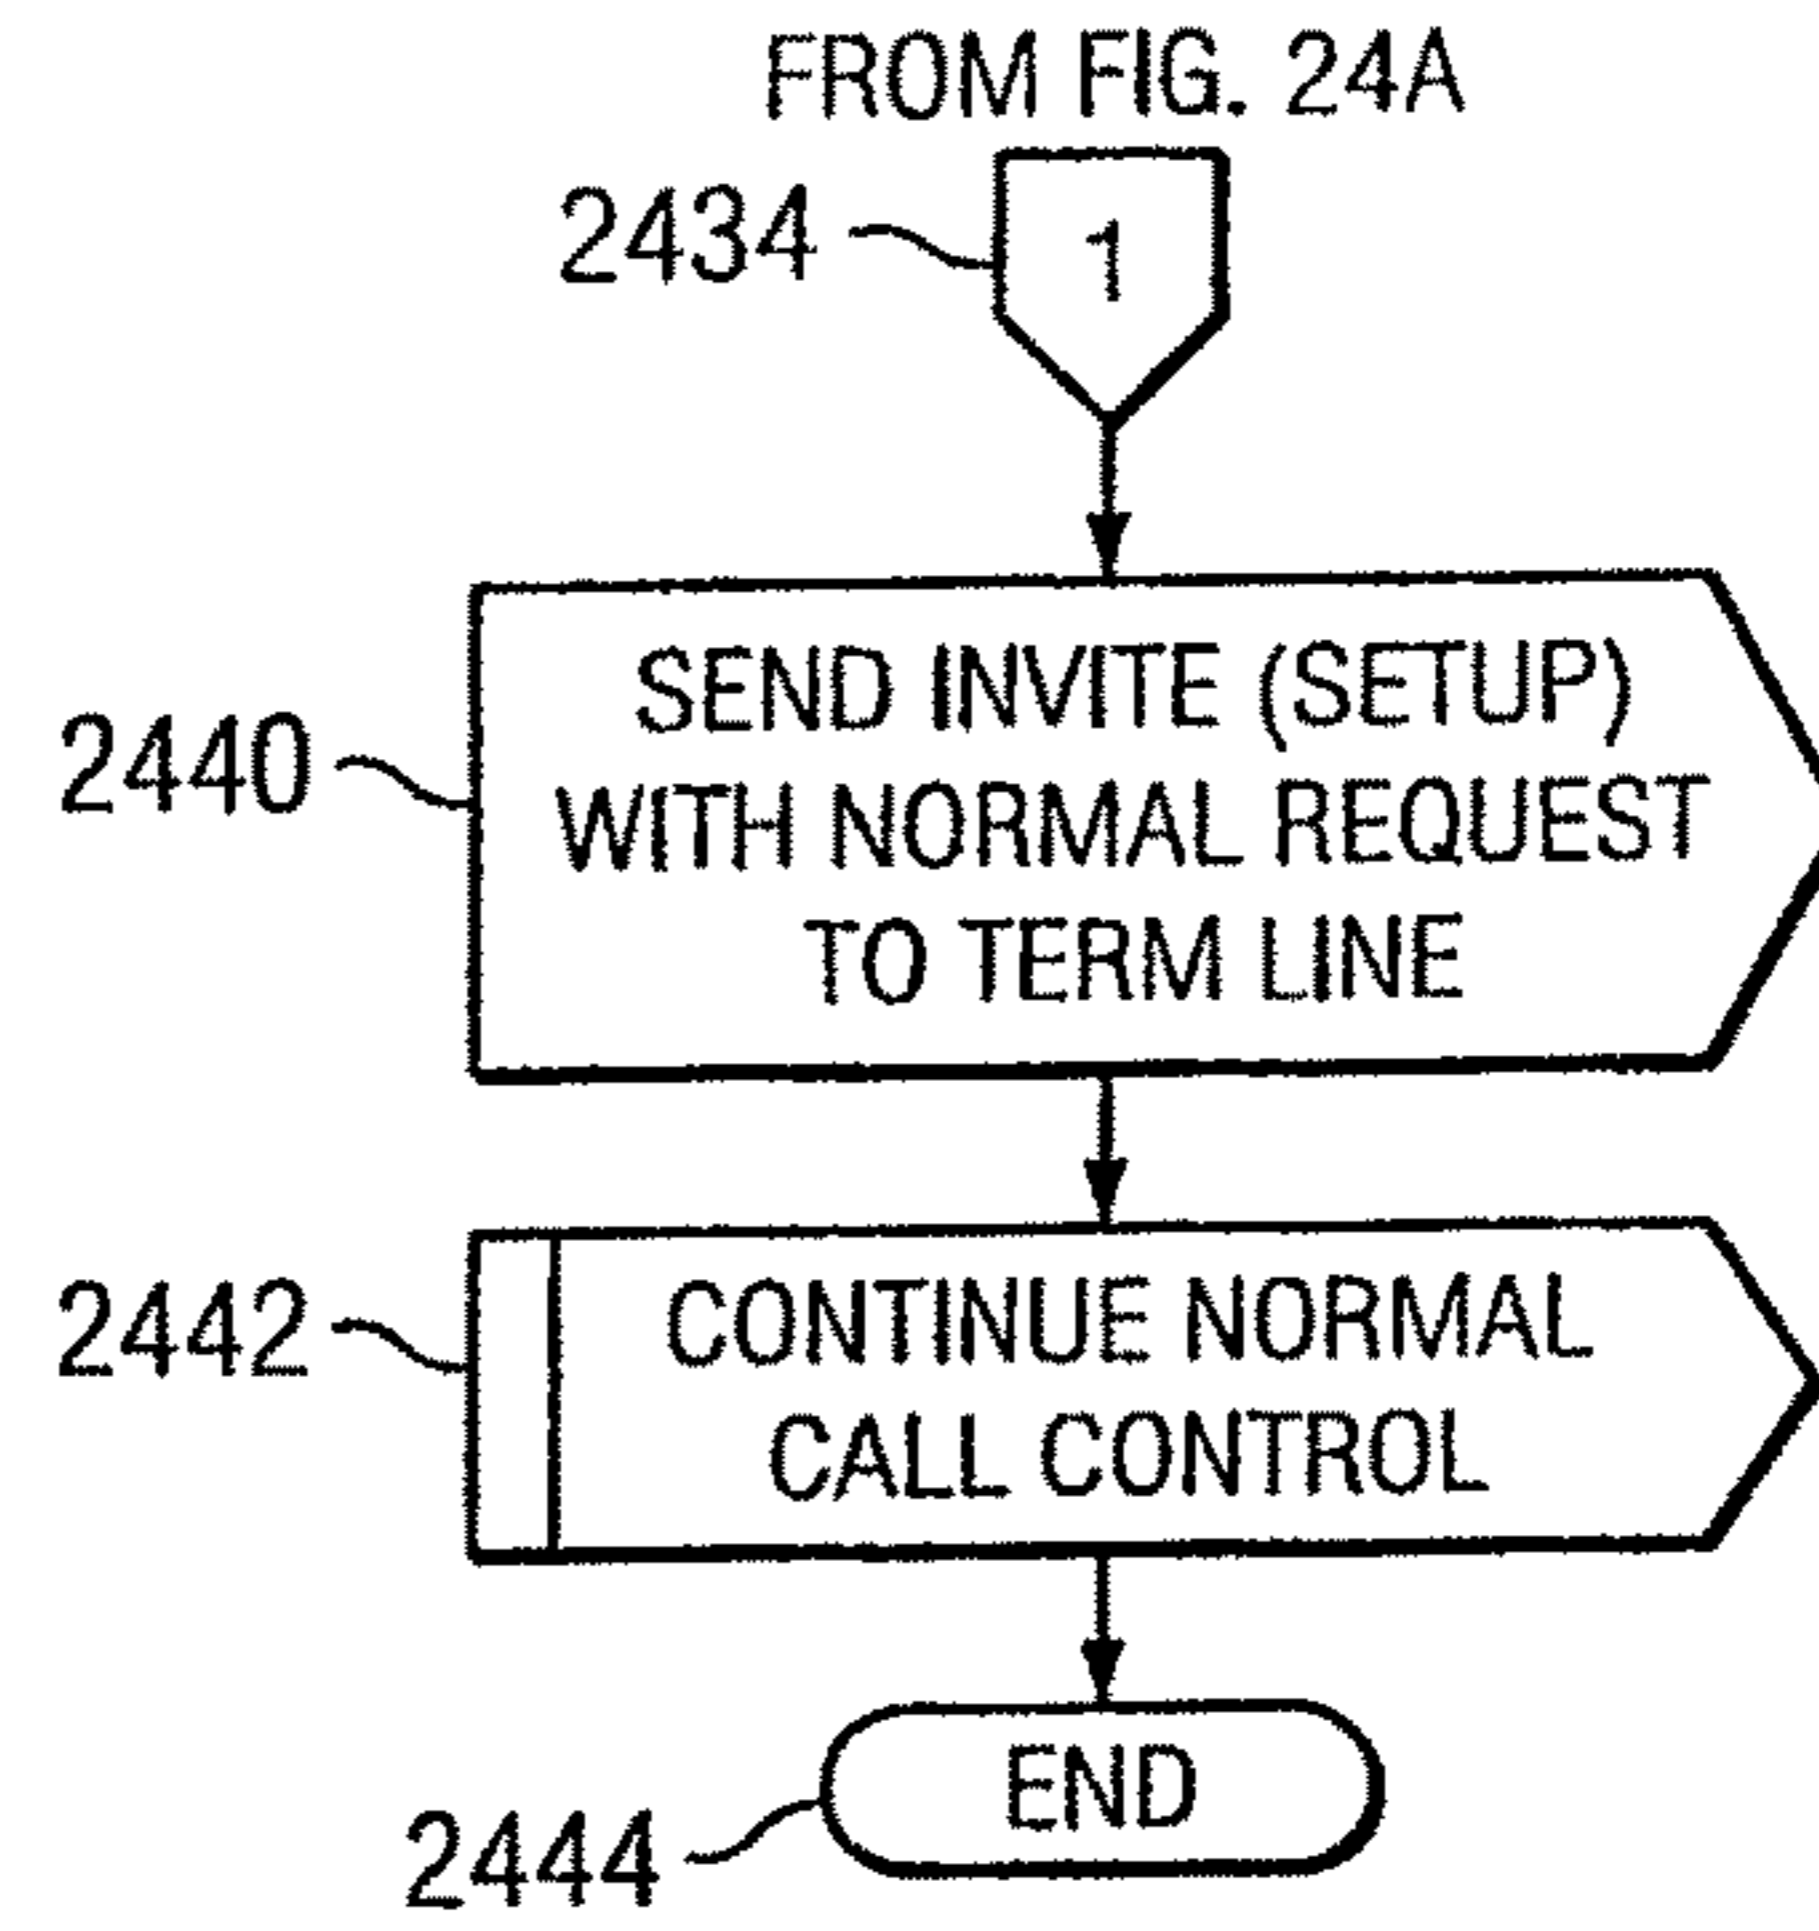 FROM FIG. 24A
2434
1
2440
SEND INVITE (SETUP)
WITH NORMAL REQUEST
TO TERM LINE
2442
CONTINUE NORMAL
CALL CONTROL
END
2444